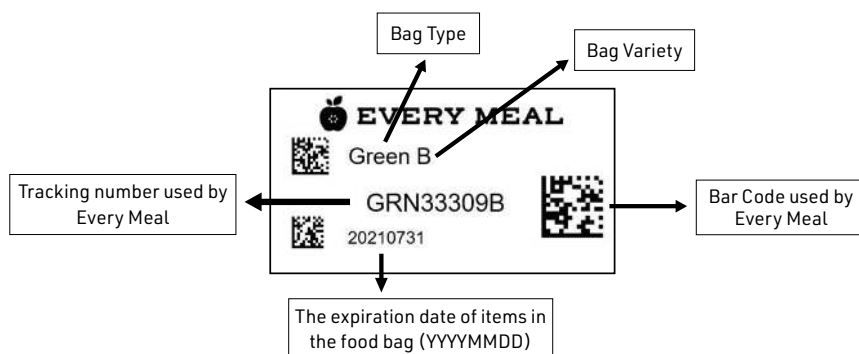 Bag Type
Bag Variety
EVERY MEAL
Green B
Tracking number used by
Every Meal
GRN33309B
Bar Code used by
Every Meal
20210731
The expiration date of items in
the food bag (YYYYMMDD)